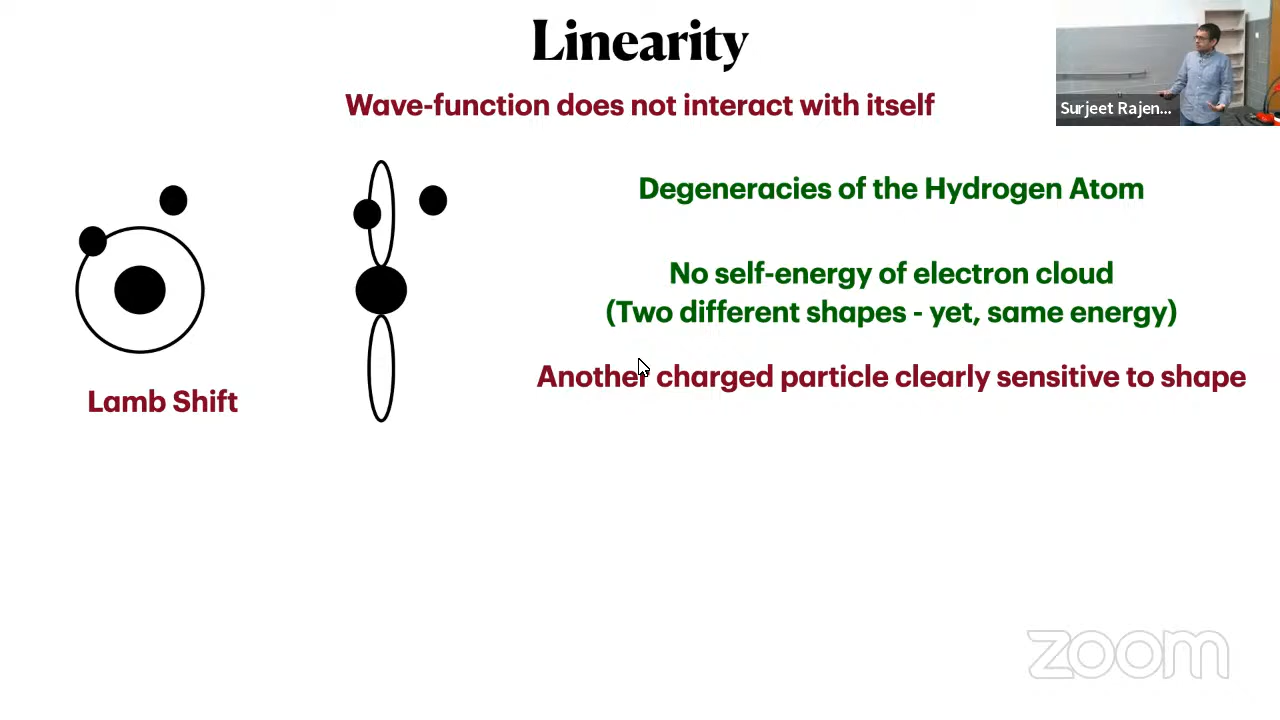 Linearity
Wave-function does not interact with itself
Surjeet Rajen...
Degeneracies of the Hydrogen Atom
No self-energy of electron cloud
(Two different shapes - yet, same energy)
Another charged particle clearly sensitive to shape
Lamb Shift
zoom